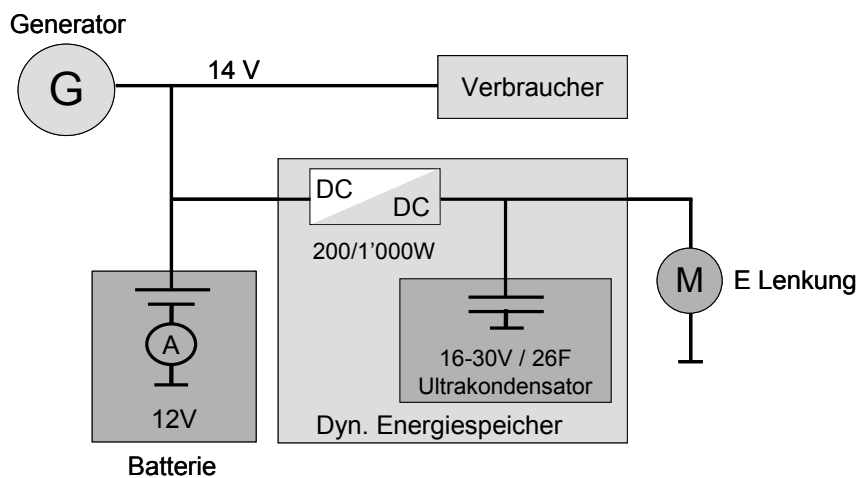 Generator
G
14 V
Verbraucher
DC
DC
200/1'000W
M
E Lenkung
A
12V
16-30V / 26F
Ultrakondensator
Dyn. Energiespeicher
Batterie